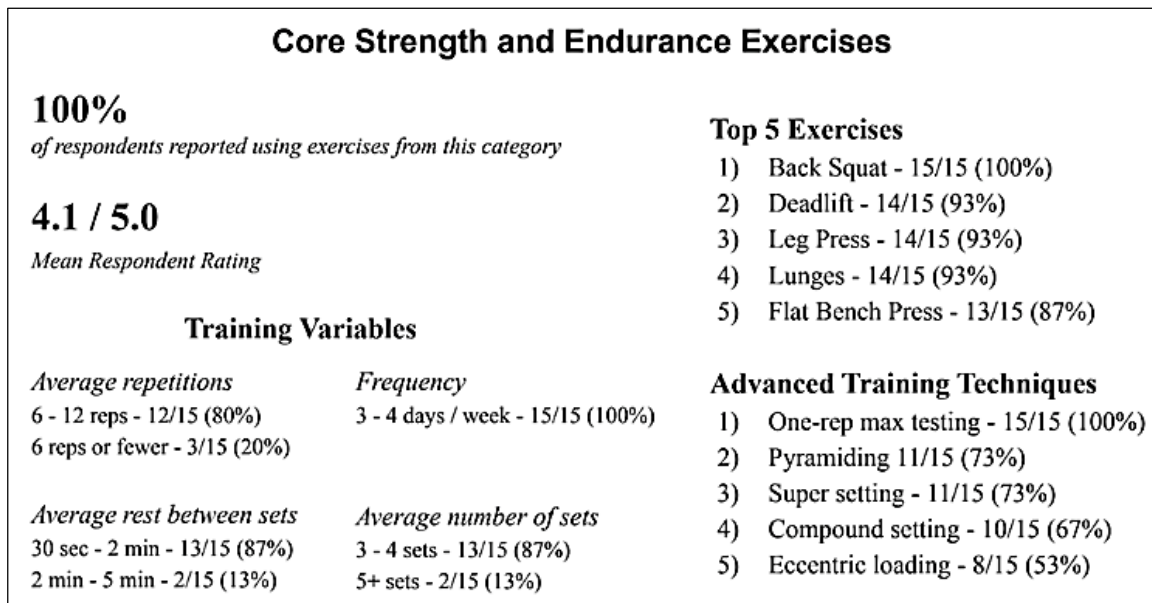 Core Strength and Endurance Exercises
100%
of respondents reported using exercises from this category
4.1 / 5.0
Mean Respondent Rating
Training Variables
Average repetitions
6 - 12 reps - 12/15 (80%)
6 reps or fewer - 3/15 (20%)
Frequency
3 - 4 days / week - 15/15 (100%)
Average rest between sets
30 sec - 2 min - 13/15 (87%)
2 min - 5 min - 2/15 (13%)
Average number of sets
3 - 4 sets - 13/15 (87%)
5+ sets - 2/15 (13%)
Top 5 Exercises
1) Back Squat - 15/15 (100%)
2) Deadlift - 14/15 (93%)
3) Leg Press - 14/15 (93%)
4) Lunges - 14/15 (93%)
5) Flat Bench Press - 13/15 (87%)
Advanced Training Techniques
1) One-rep max testing - 15/15 (100%)
2) Pyramiding 11/15 (73%)
3) Super setting - 11/15 (73%)
4) Compound setting - 10/15 (67%)
5) Eccentric loading - 8/15 (53%)